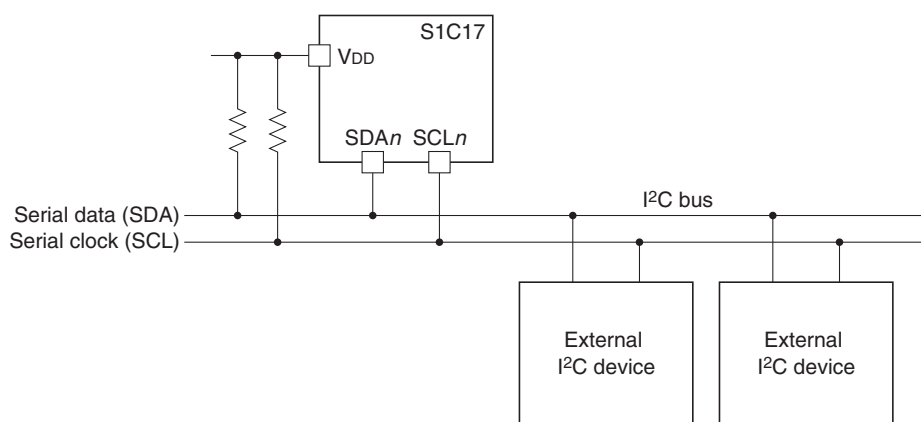 S1C17
VDD
SDAn SCLn
I²C bus
Serial data (SDA)
Serial clock (SCL)
External
I²C device
External
I²C device